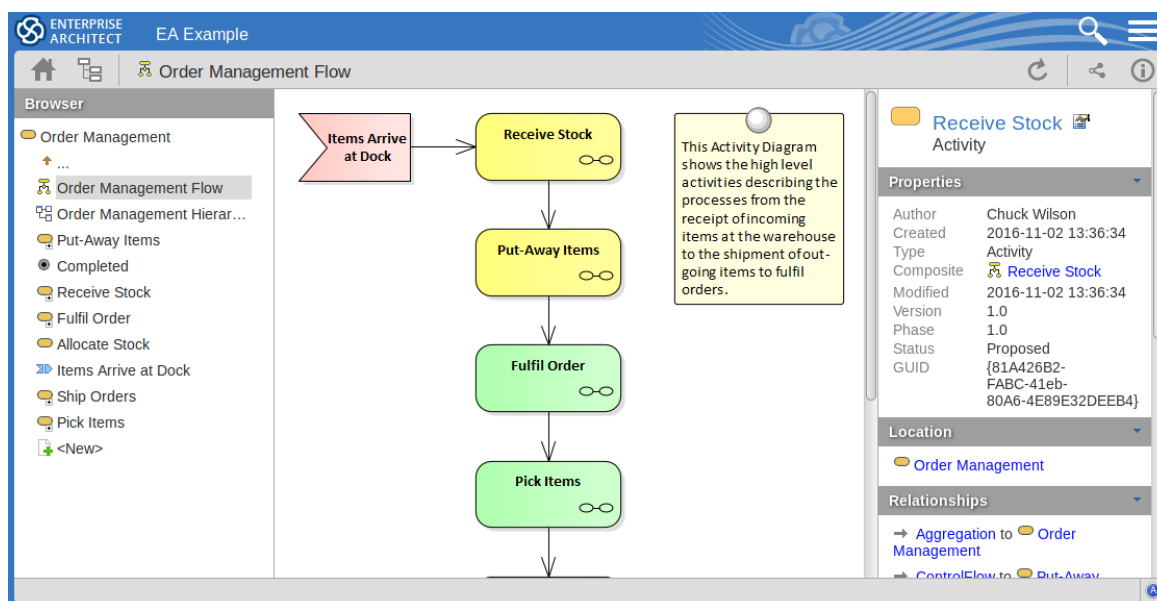 ENTERPRISE
ARCHITECT
EA Example
Order Management Flow
Browser
Order Management
...
Order Management Flow
Order Management Hierar...
Put-Away Items
Completed
Receive Stock
Fulfil Order
Allocate Stock
Items Arrive at Dock
Ship Orders
Pick Items
<New>
Items Arrive
at Dock
Receive Stock
Put-Away Items
Fulfil Order
Pick Items
This Activity Diagram
shows the high level
activities describing the
processes from the
receipt of incoming
items at the warehouse
to the shipment of out-
going items to fulfil
orders.
Receive Stock
Activity
Properties
Author Chuck Wilson
Created 2016-11-02 13:36:34
Type Activity
Composite Receive Stock
Modified 2016-11-02 13:36:34
Version 1.0
Phase 1.0
Status Proposed
GUID {81A426B2-
FABC-41eb-
80A6-4E89E32DEEB4}
Location
Order Management
Relationships
Aggregation to Order
Management
ControlFlow to Put-Away